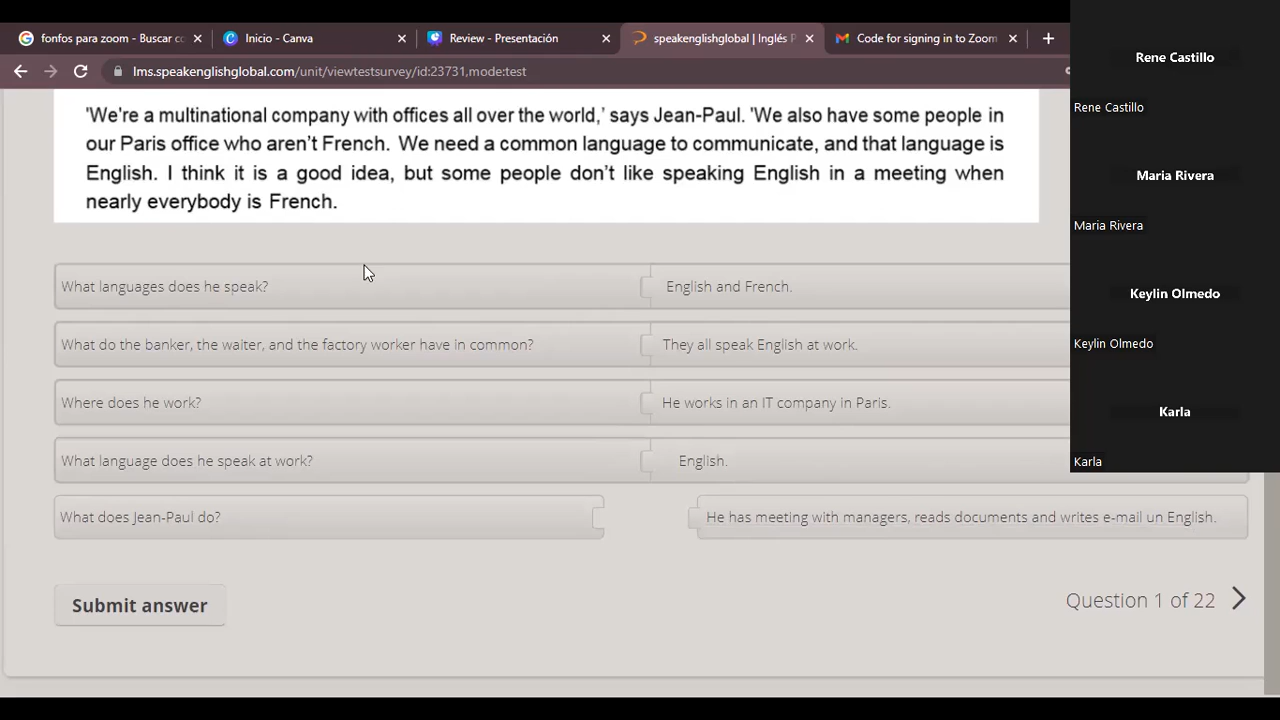 fonfos para zoom - Buscar co
Inicio - Canva
Review - Presentación
speakenglishglobal | Inglés P
Code for signing in to Zoom
lms.speakenglishglobal.com/unit/viewtestsurvey/id:23731,mode:test
'We're a multinational company with offices all over the world,' says Jean-Paul. 'We also have some people in
our Paris office who aren't French. We need a common language to communicate, and that language is
English. I think it is a good idea, but some people don't like speaking English in a meeting when
nearly everybody is French.
What languages does he speak? English and French.
What do the banker, the waiter, and the factory worker have in common? They all speak English at work.
Where does he work? He works in an IT company in Paris.
What language does he speak at work? English.
What does Jean-Paul do? He has meeting with managers, reads documents and writes e-mail un English.
Submit answer
Question 1 of 22
Rene Castillo
Rene Castillo
Maria Rivera
Maria Rivera
Keylin Olmedo
Keylin Olmedo
Karla
Karla